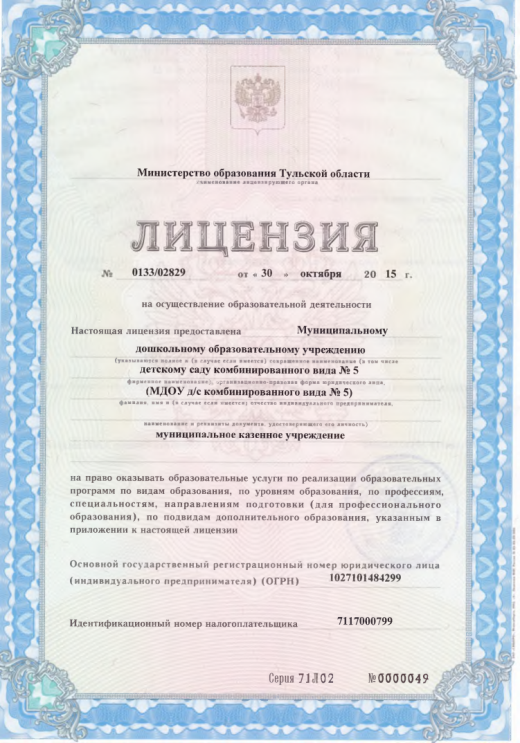 Министерство образования Тульской области
наименование лицензирующего органа
ЛИЦЕНЗИЯ
№ 0133/02829 от « 30 » октября 20 15 г.
на осуществление образовательной деятельности
Настоящая лицензия предоставлена Муниципальному
дошкольному образовательному учреждению
(указываются полное и (в случае если имеется) сокращенное наименование (в том числе
детскому саду комбинированного вида № 5
фирменное наименование), организационно-правовая форма юридического лица,
(МДОУ д/с комбинированного вида № 5)
фамилия, имя и (в случае если имеется) отчество индивидуального предпринимателя,
наименование и реквизиты документа, удостоверяющего его личность)
муниципальное казенное учреждение
на право оказывать образовательные услуги по реализации образовательных
программ по видам образования, по уровням образования, по профессиям,
специальностям, направлениям подготовки (для профессионального
образования), по подвидам дополнительного образования, указанным в
приложении к настоящей лицензии
Основной государственный регистрационный номер юридического лица
(индивидуального предпринимателя) (ОГРН) 1027101484299
Идентификационный номер налогоплательщика 7117000799
Серия 71Л02 №0000049